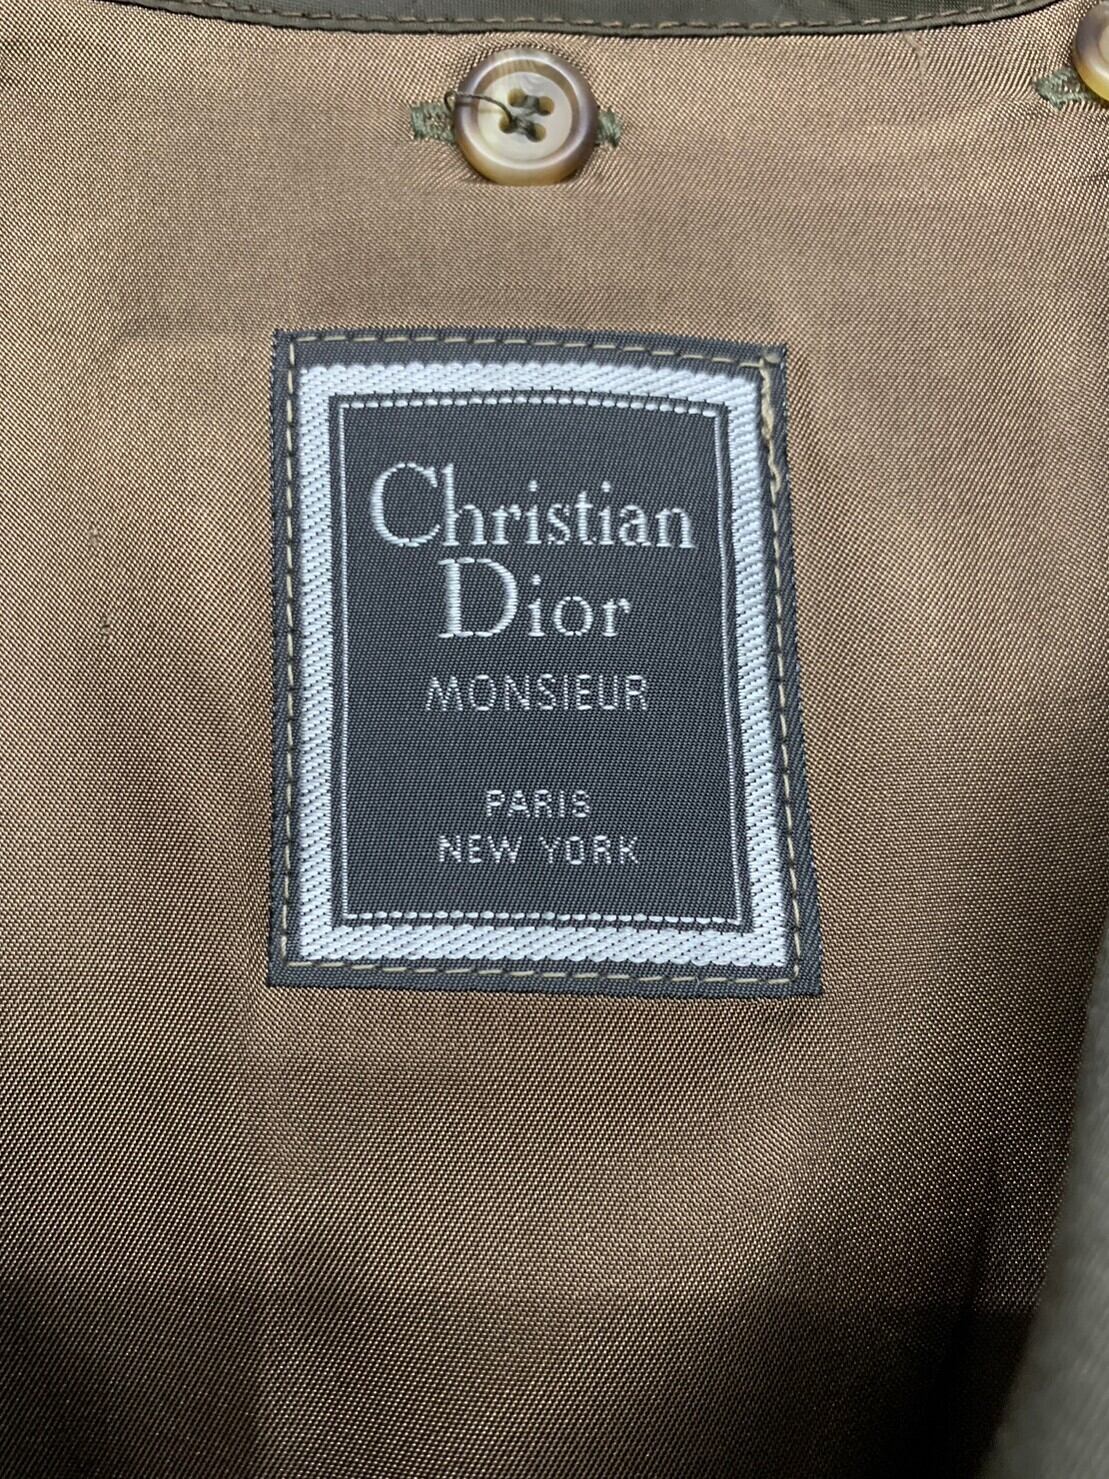 Christian
Dior
MONSIEUR
PARIS
NEW YORK